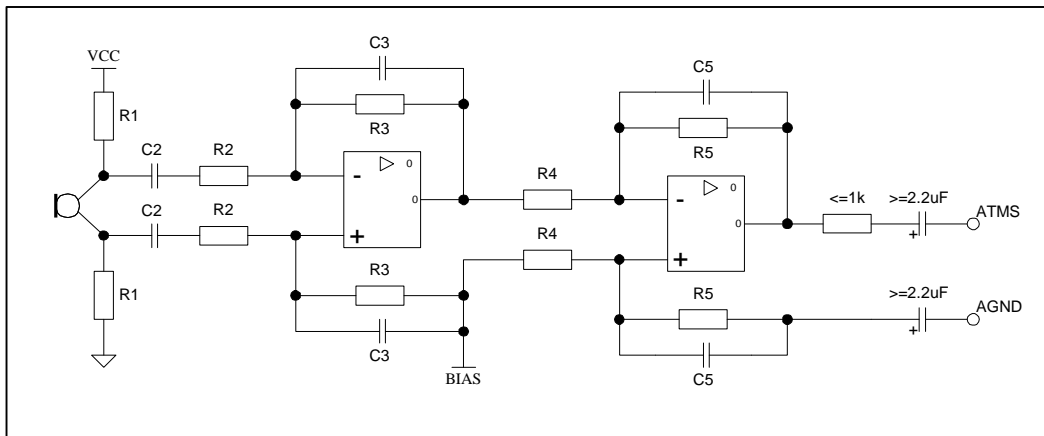 VCC
R1
C2
R2
C3
R3
-
0
0
+
C2
R2
R1
R3
C3
BIAS
R4
R4
C5
R5
-
0
0
+
R5
C5
<=1k
>=2.2uF
+
ATMS
>=2.2uF
+
AGND